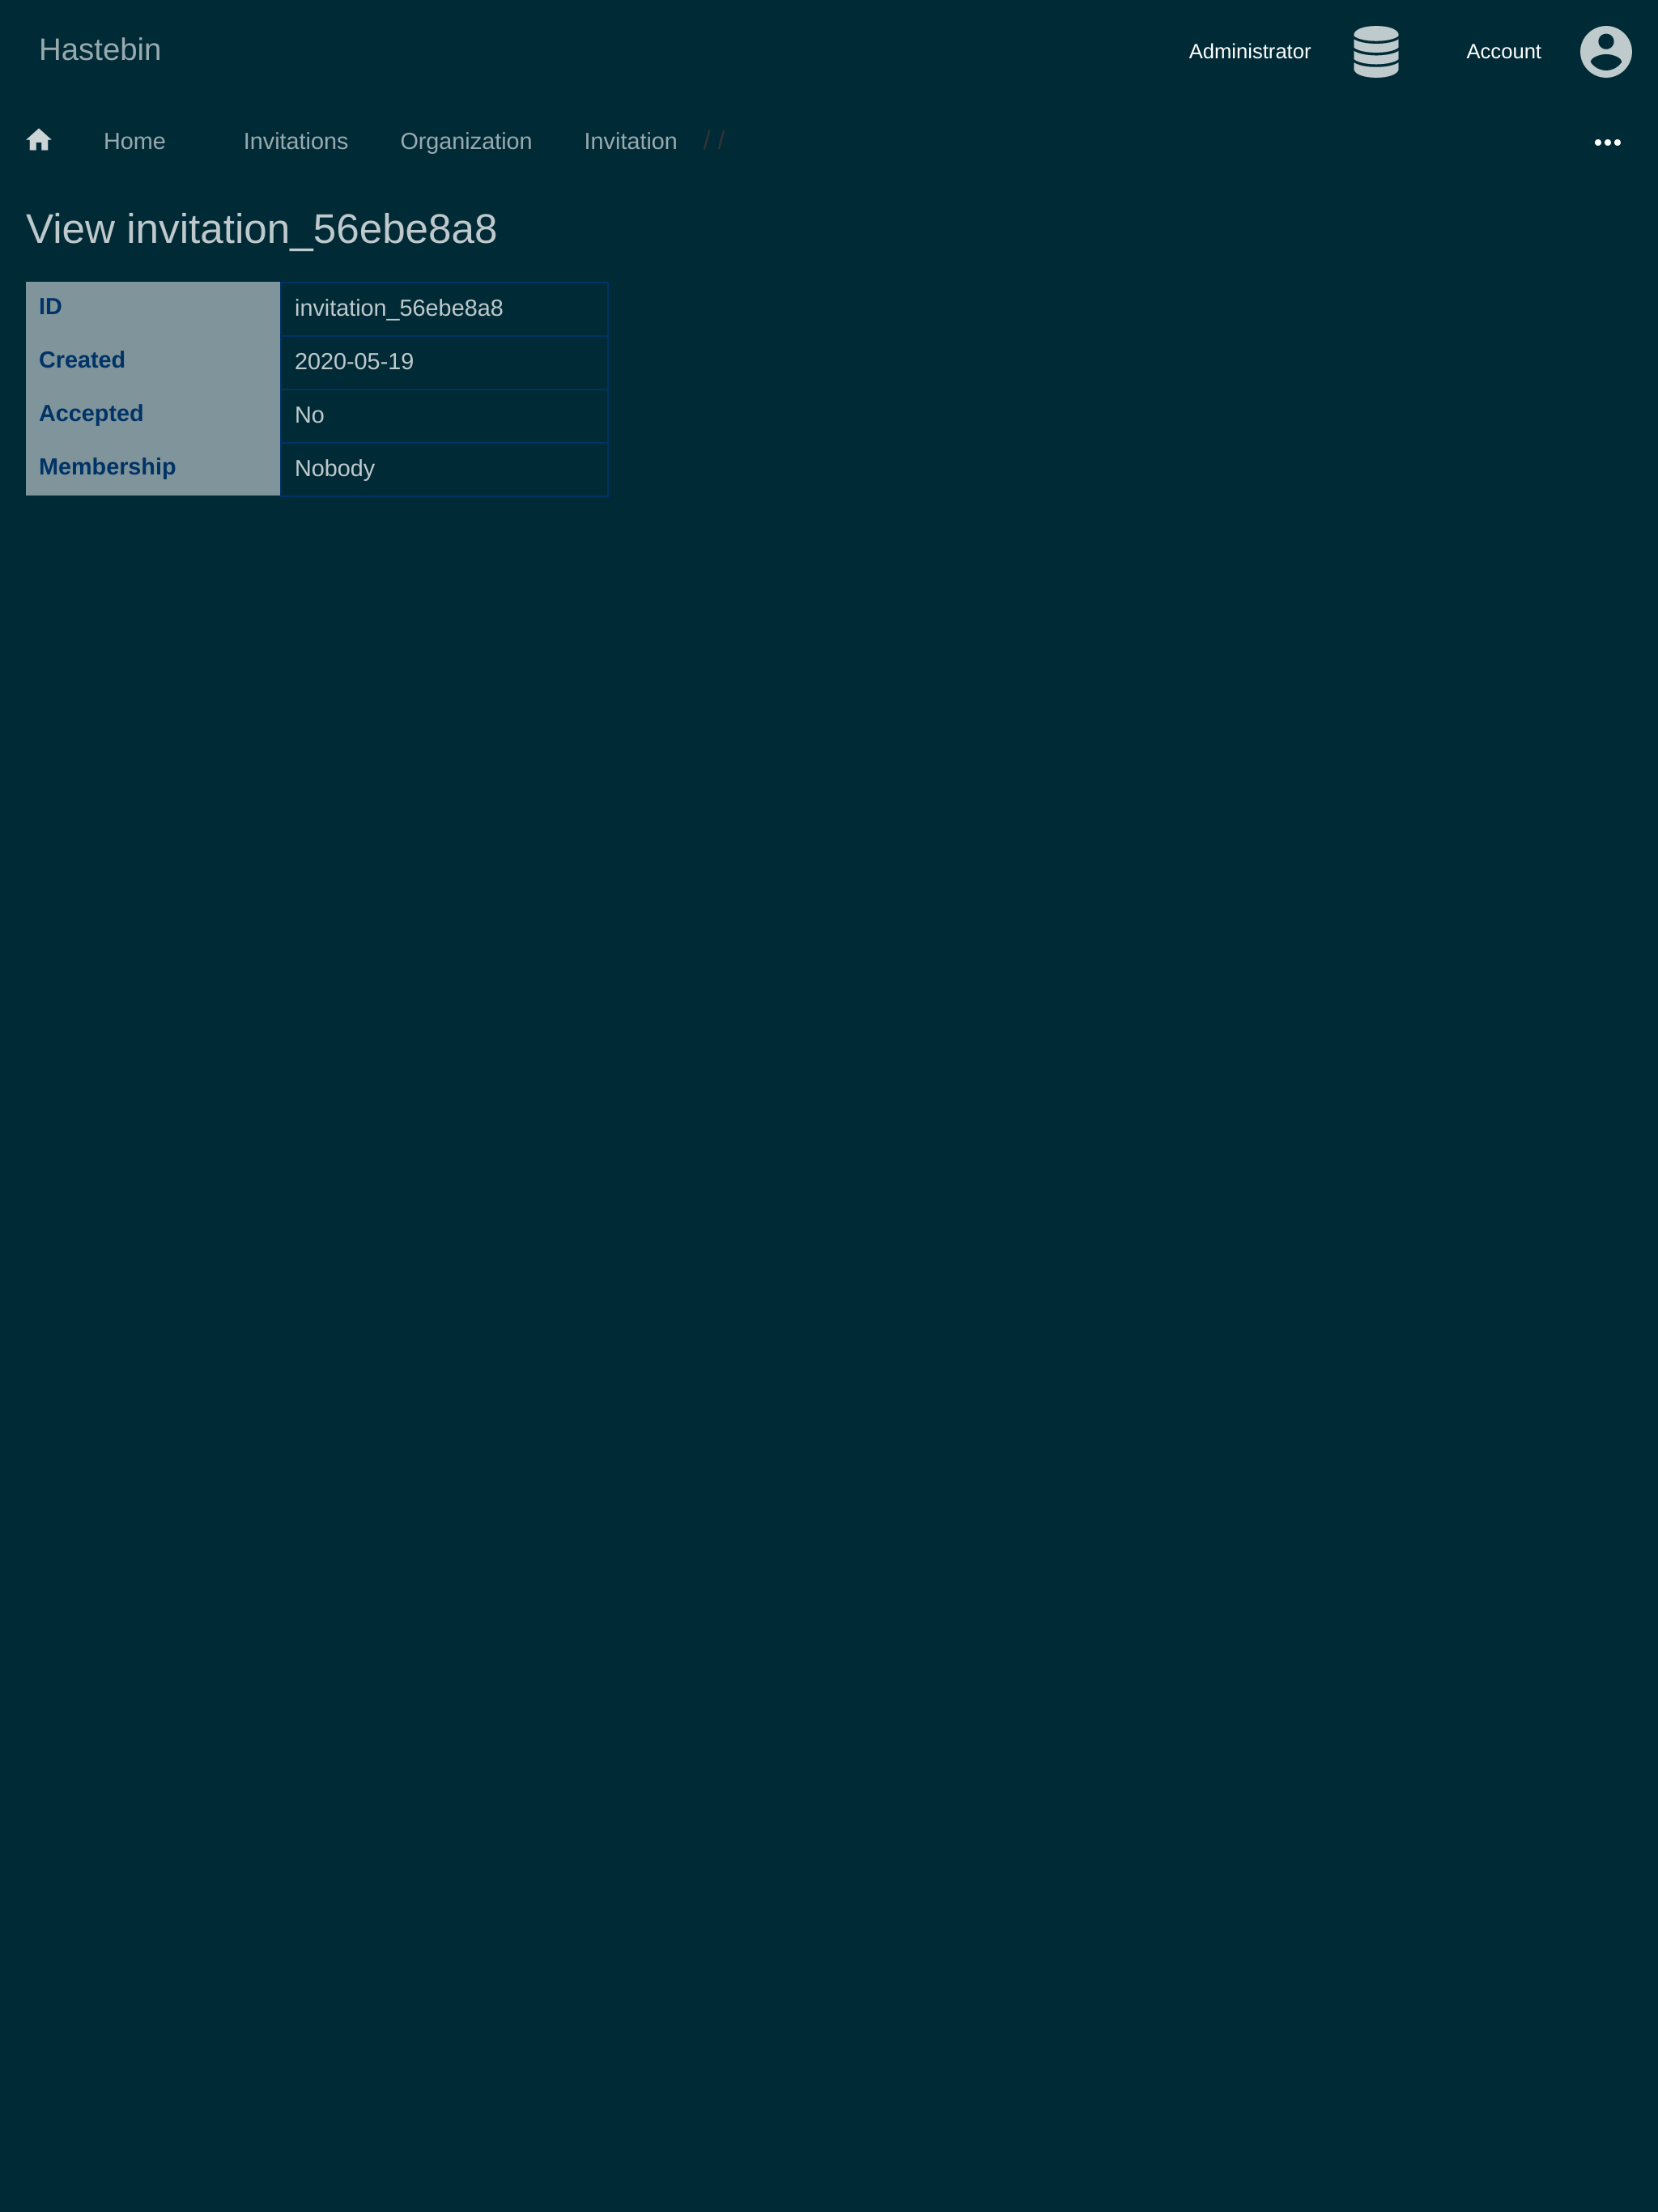 Hastebin
Administrator
Account
Home Invitations Organization Invitation / /
View invitation_56ebe8a8
ID invitation_56ebe8a8
Created 2020-05-19
Accepted No
Membership Nobody